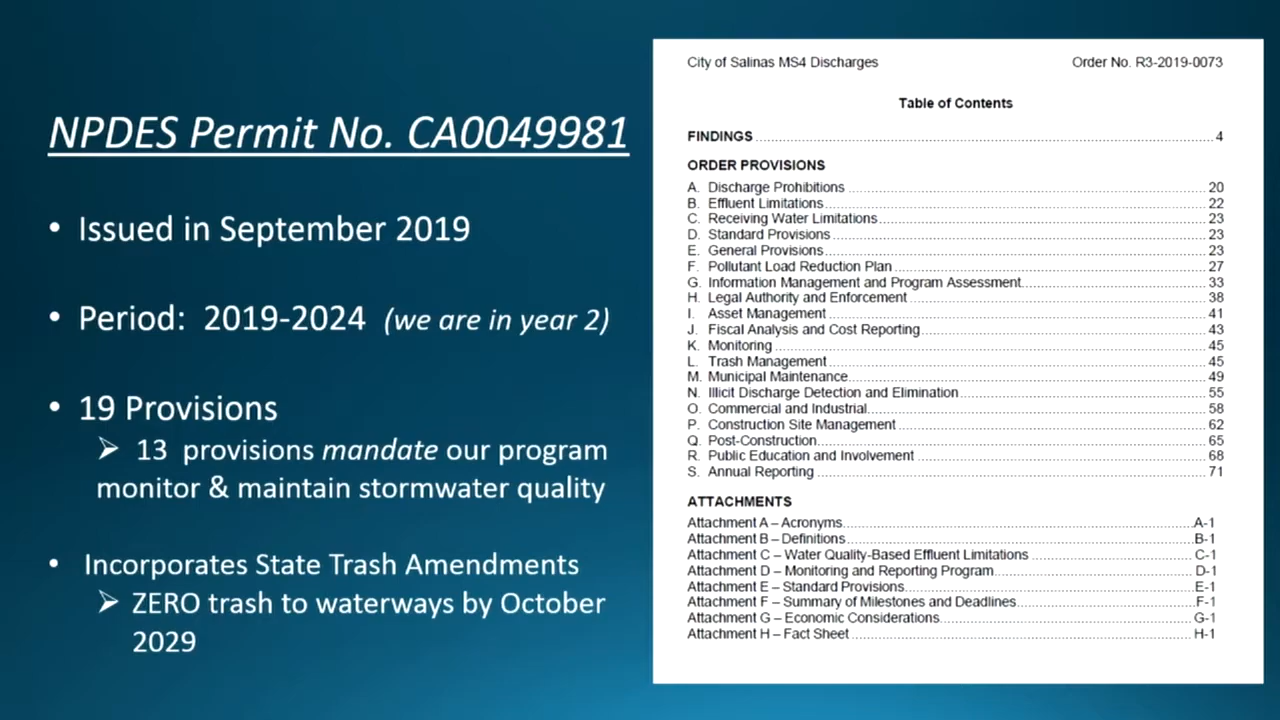 NPDES Permit No. CA0049981
• Issued in September 2019
• Period: 2019-2024 (we are in year 2)
• 19 Provisions
➢ 13 provisions mandate our program
monitor & maintain stormwater quality
• Incorporates State Trash Amendments
➢ ZERO trash to waterways by October
2029
City of Salinas MS4 Discharges Order No. R3-2019-0073
Table of Contents
FINDINGS 4
ORDER PROVISIONS
A. Discharge Prohibitions 20
B. Effluent Limitations 22
C. Receiving Water Limitations 23
D. Standard Provisions 23
E. General Provisions 23
F. Pollutant Load Reduction Plan 27
G. Information Management and Program Assessment 33
H. Legal Authority and Enforcement 38
I. Asset Management 41
J. Fiscal Analysis and Cost Reporting 43
K. Monitoring 45
L. Trash Management 45
M. Municipal Maintenance 49
N. Illicit Discharge Detection and Elimination 55
O. Commercial and Industrial 58
P. Construction Site Management 62
Q. Post-Construction 65
R. Public Education and Involvement 68
S. Annual Reporting 71
ATTACHMENTS
Attachment A – Acronyms A-1
Attachment B – Definitions B-1
Attachment C – Water Quality-Based Effluent Limitations C-1
Attachment D – Monitoring and Reporting Program D-1
Attachment E – Standard Provisions E-1
Attachment F – Summary of Milestones and Deadlines F-1
Attachment G – Economic Considerations G-1
Attachment H – Fact Sheet H-1